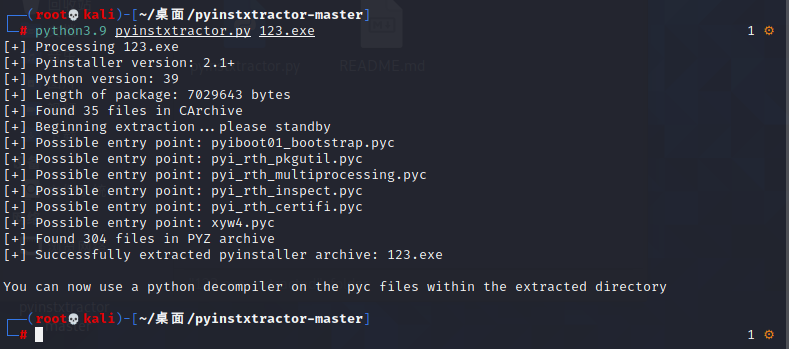 ┌──(root💀kali)-[~/桌面/pyinstxtractor-master]
└─# python3.9 pyinstxtractor.py 123.exe 1 ⚙
[+] Processing 123.exe
[+] Pyinstaller version: 2.1+
[+] Python version: 39
[+] Length of package: 7029643 bytes
[+] Found 35 files in CArchive
[+] Beginning extraction...please standby
[+] Possible entry point: pyiboot01_bootstrap.pyc
[+] Possible entry point: pyi_rth_pkgutil.pyc
[+] Possible entry point: pyi_rth_multiprocessing.pyc
[+] Possible entry point: pyi_rth_inspect.pyc
[+] Possible entry point: pyi_rth_certifi.pyc
[+] Possible entry point: xyw4.pyc
[+] Found 304 files in PYZ archive
[+] Successfully extracted pyinstaller archive: 123.exe
You can now use a python decompiler on the pyc files within the extracted directory
┌──(root💀kali)-[~/桌面/pyinstxtractor-master]
└─# 1 ⚙
README.md